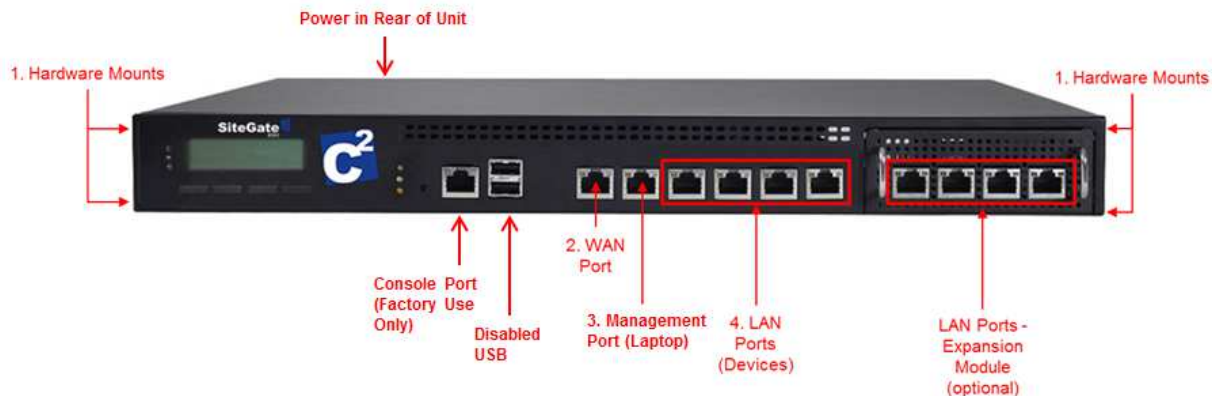 Power in Rear of Unit
1. Hardware Mounts
1. Hardware Mounts
SiteGate
C2
2. WAN
Port
Console Port
(Factory Use
Only)
Disabled
USB
3. Management
Port (Laptop)
4. LAN
Ports
(Devices)
LAN Ports -
Expansion
Module
(optional)